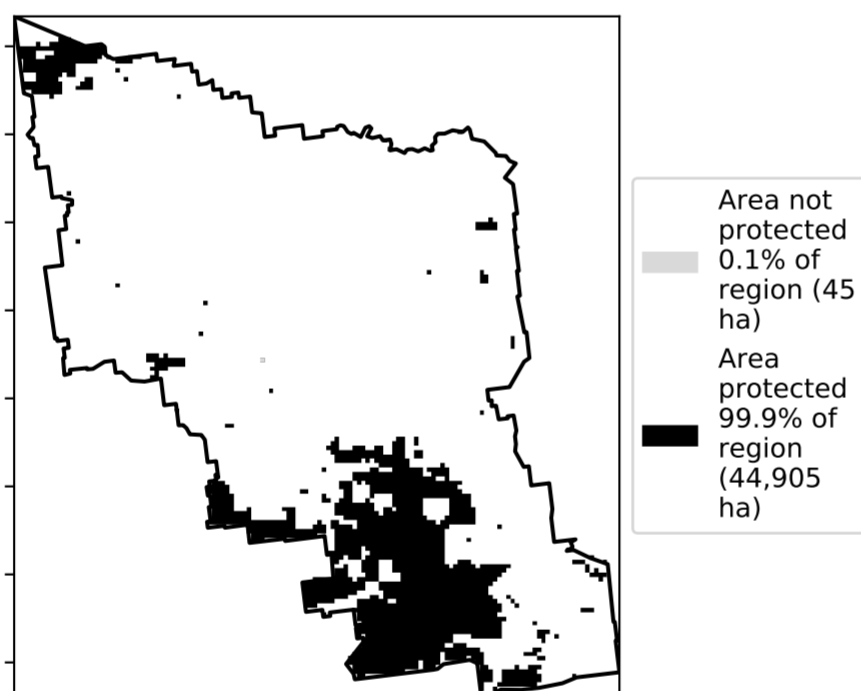 Area not
protected
0.1% of
region (45
ha)
Area
protected
99.9% of
region
(44,905
ha)